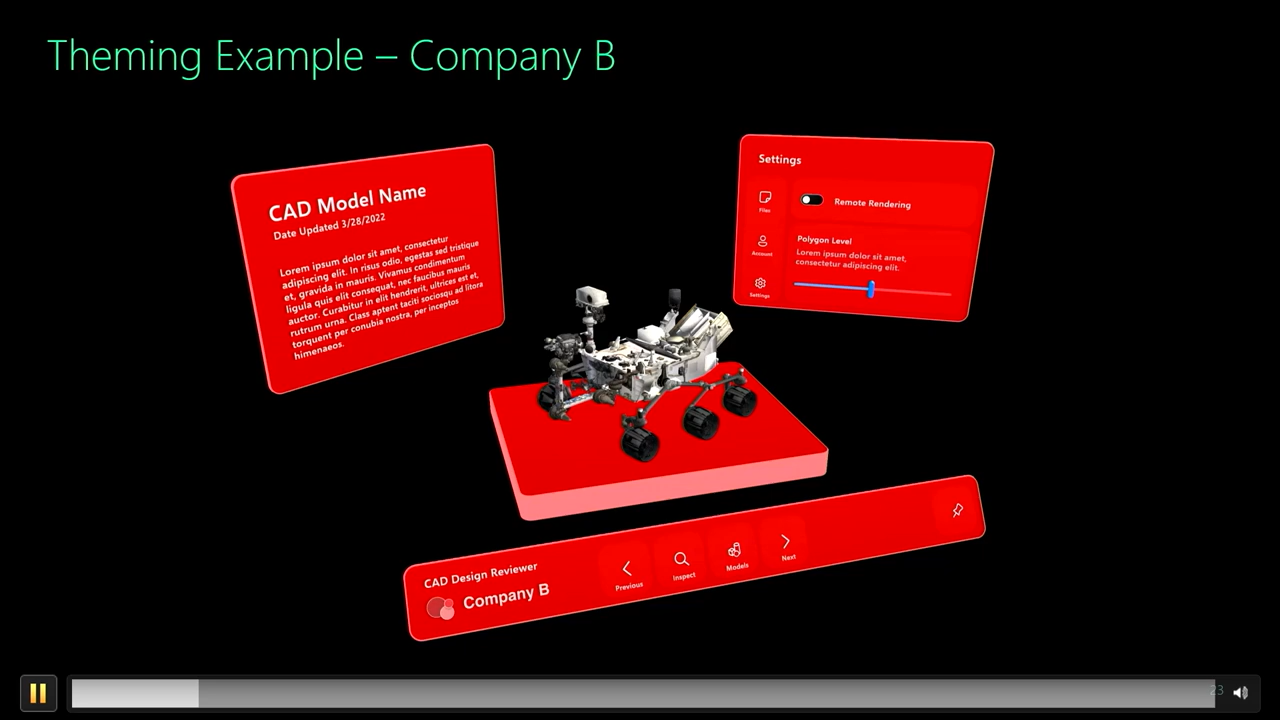 Theming Example – Company B
CAD Model Name
Date Updated 3/28/2022
Lorem ipsum dolor sit amet, consectetur
adipiscing elit. In risus odio, egestas sed tristique
et, gravida in mauris. Vivamus condimentum
ligula quis elit consequat, nec faucibus mauris
auctor. Curabitur in elit hendrerit, ultrices est et,
rutrum urna. Class aptent taciti sociosqu ad litora
torquent per conubia nostra, per inceptos
himenaeos.
Settings
Files
Account
Settings
Remote Rendering
Polygon Level
Lorem ipsum dolor sit amet,
consectetur adipiscing elit.
CAD Design Reviewer
Company B
Previous
Inspect
Models
Next
23